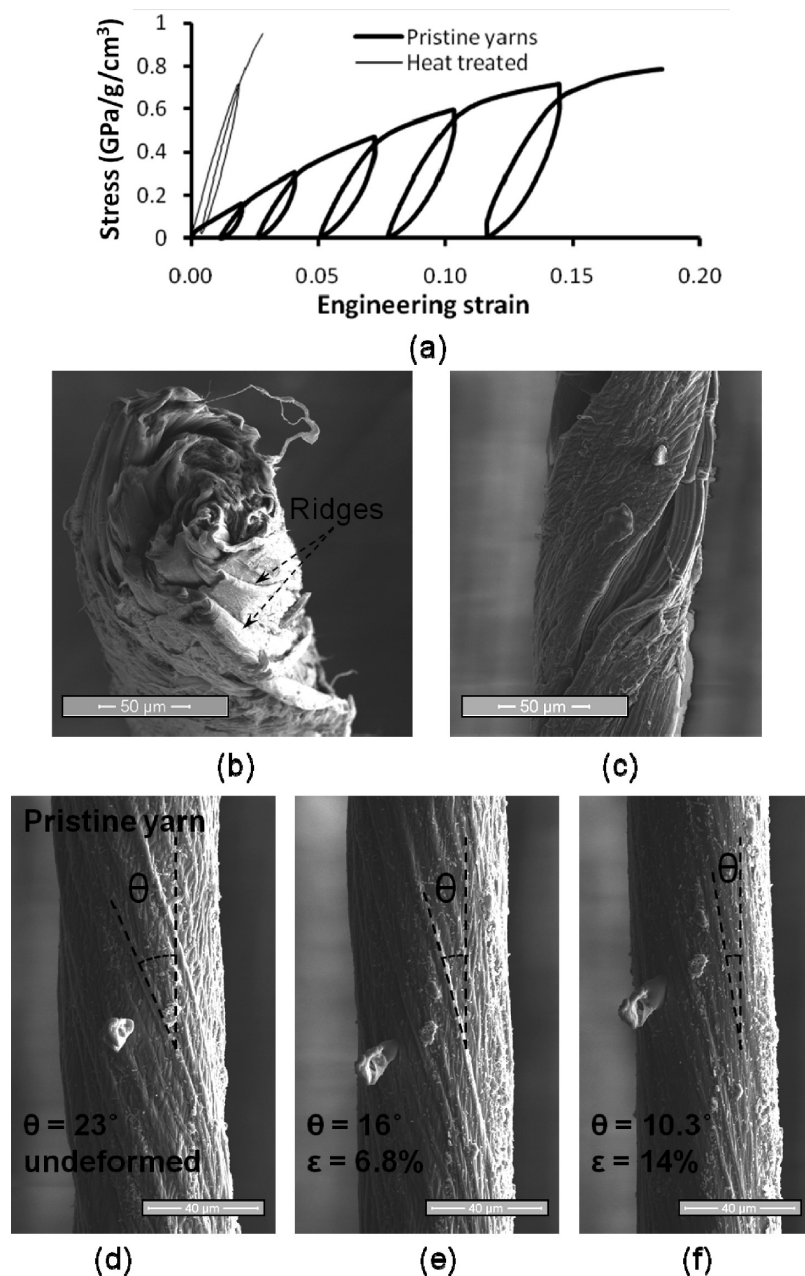 1
0.8
0.6
0.4
0.2
0
Stress (GPa/g/cm³)
Pristine yarns
Heat treated
0.00 0.05 0.10 0.15 0.20
Engineering strain
(a)
Ridges
50 µm
50 µm
(b) (c)
Pristine yarn
θ
θ
θ
θ = 23°
undeformed
40 µm
θ = 16°
ε = 6.8%
40 µm
θ = 10.3°
ε = 14%
40 µm
(d) (e) (f)